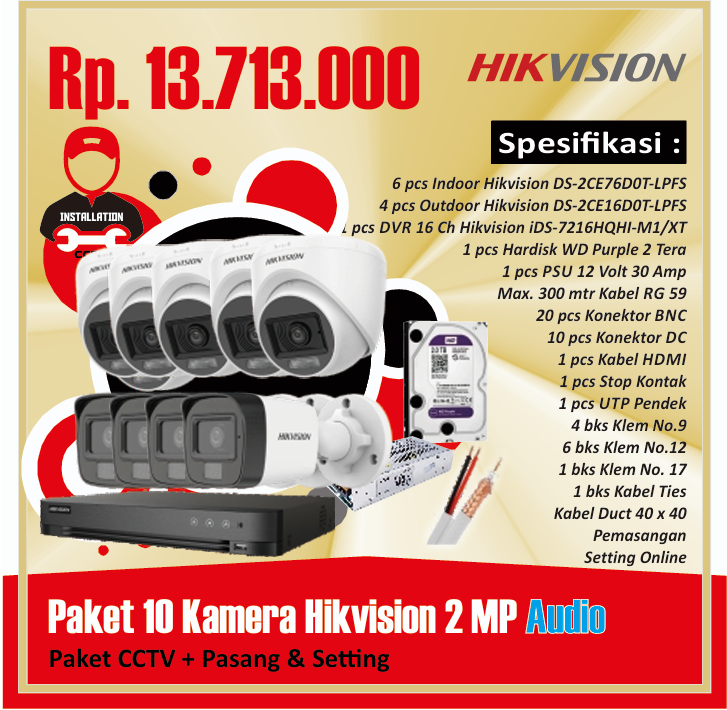 Rp. 13.713.000
HIKVISION
Spesifikasi :
6 pcs Indoor Hikvision DS-2CE76D0T-LPFS
4 pcs Outdoor Hikvision DS-2CE16D0T-LPFS
1 pcs DVR 16 Ch Hikvision iDS-7216HQHI-M1/XT
1 pcs Hardisk WD Purple 2 Tera
1 pcs PSU 12 Volt 30 Amp
Max. 300 mtr Kabel RG 59
20 pcs Konektor BNC
10 pcs Konektor DC
1 pcs Kabel HDMI
1 pcs Stop Kontak
1 pcs UTP Pendek
4 bks Klem No.9
6 bks Klem No.12
1 bks Klem No. 17
1 bks Kabel Ties
Kabel Duct 40 x 40
Pemasangan
Setting Online
INSTALLATION
HIKVISION
HIKVISION
HIKVISION
HIKVISION
HIKVISION
WD
2.0 TB
HIKVISION
HIKVISION
Paket 10 Kamera Hikvision 2 MP Audio
Paket CCTV + Pasang & Setting